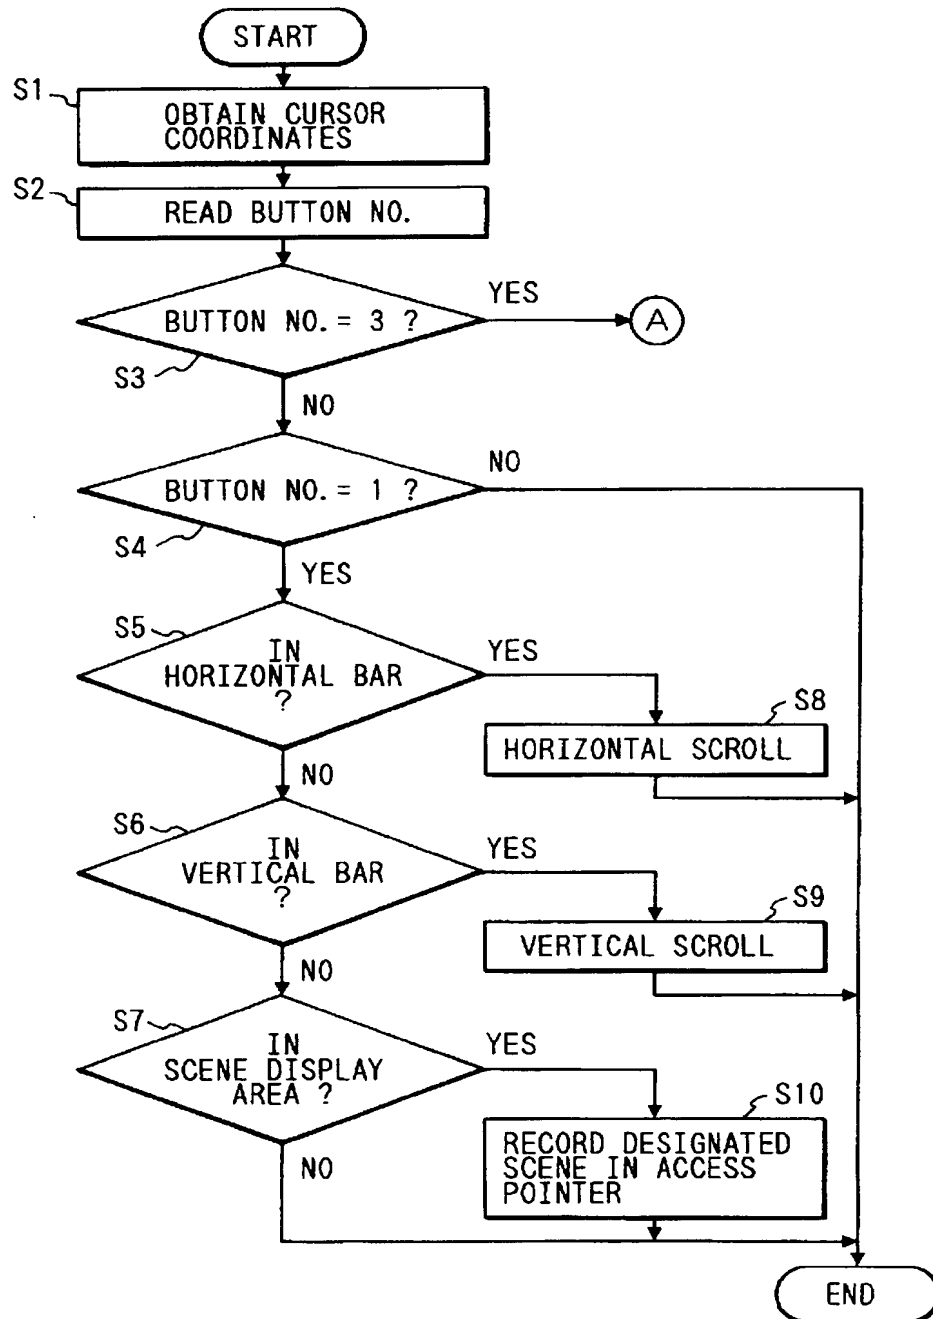 START
S1
OBTAIN CURSOR
COORDINATES
S2
READ BUTTON NO.
BUTTON NO. = 3 ?
YES
A
S3
NO
BUTTON NO. = 1 ?
NO
S4
YES
S5
IN
HORIZONTAL BAR
?
YES
S8
HORIZONTAL SCROLL
NO
S6
IN
VERTICAL BAR
?
YES
S9
VERTICAL SCROLL
NO
S7
IN
SCENE DISPLAY
AREA ?
YES
S10
RECORD DESIGNATED
SCENE IN ACCESS
POINTER
NO
END